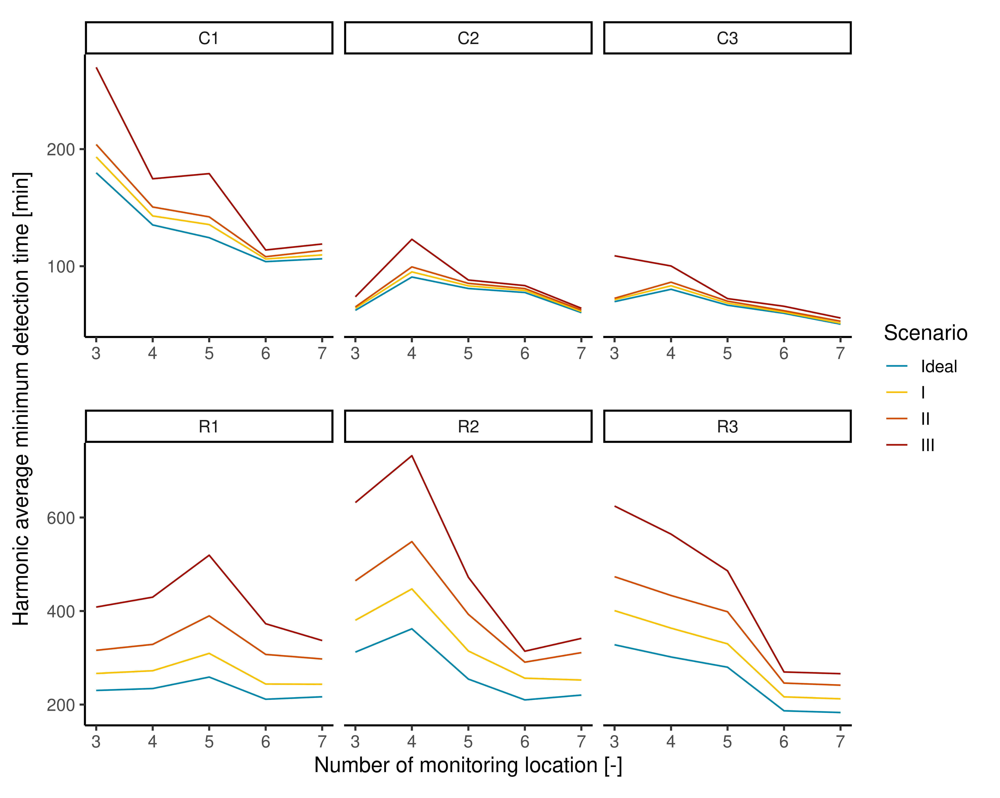 C1 C2 C3
Harmonic average minimum detection time [min]
200
100
3 4 5 6 7 3 4 5 6 7 3 4 5 6 7
Scenario
Ideal
I
II
III
R1 R2 R3
600
400
200
3 4 5 6 7 3 4 5 6 7 3 4 5 6 7
Number of monitoring location [-]